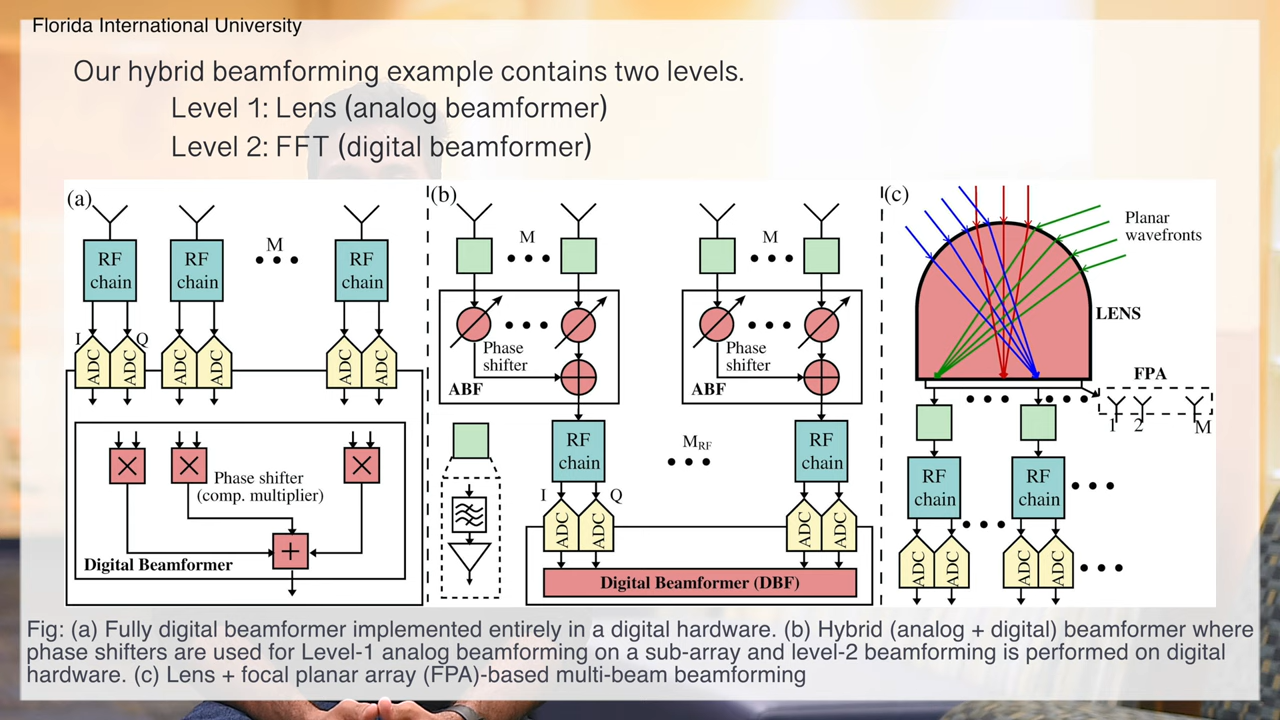 Florida International University
Our hybrid beamforming example contains two levels.
Level 1: Lens (analog beamformer)
Level 2: FFT (digital beamformer)
(a)
RF
chain
RF
chain
M
RF
chain
I
Q
ADC
ADC
ADC
ADC
ADC
ADC
Phase shifter
(comp. multiplier)
Digital Beamformer
(b)
M
M
Phase
shifter
ABF
Phase
shifter
ABF
RF
chain
MRF
RF
chain
I
Q
ADC
ADC
ADC
ADC
Digital Beamformer (DBF)
(c)
Planar
wavefronts
LENS
FPA
1
2
M
RF
chain
RF
chain
ADC
ADC
ADC
ADC
Fig: (a) Fully digital beamformer implemented entirely in a digital hardware. (b) Hybrid (analog + digital) beamformer where
phase shifters are used for Level-1 analog beamforming on a sub-array and level-2 beamforming is performed on digital
hardware. (c) Lens + focal planar array (FPA)-based multi-beam beamforming